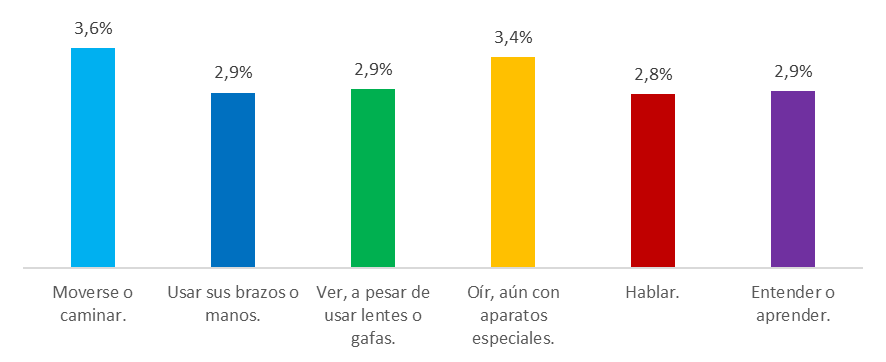 3,6%
2,9%
2,9%
3,4%
2,8%
2,9%
Moverse o
caminar.
Usar sus brazos o
manos.
Ver, a pesar de
usar lentes o
gafas.
Oír, aún con
aparatos
especiales.
Hablar.
Entender o
aprender.